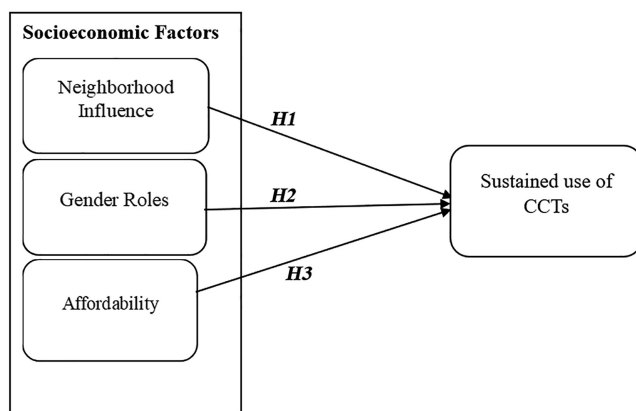 Socioeconomic Factors
Neighborhood
Influence
H1
Gender Roles
H2
Sustained use of
CCTs
Affordability
H3